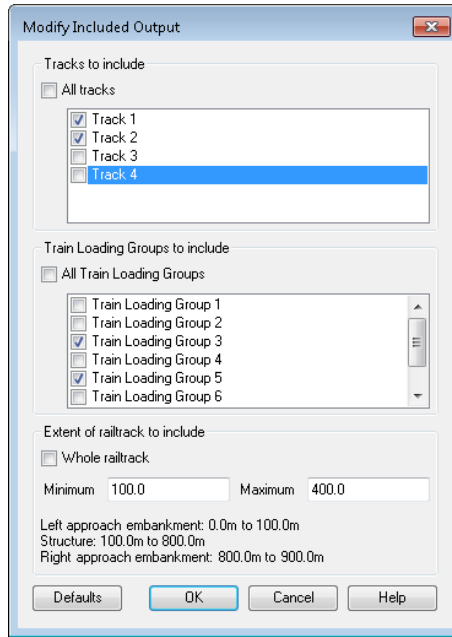 Modify Included Output
Tracks to include
All tracks
Track 1
Track 2
Track 3
Track 4
Train Loading Groups to include
All Train Loading Groups
Train Loading Group 1
Train Loading Group 2
Train Loading Group 3
Train Loading Group 4
Train Loading Group 5
Train Loading Group 6
Extent of railtrack to include
Whole railtrack
Minimum 100.0 Maximum 400.0
Left approach embankment: 0.0m to 100.0m
Structure: 100.0m to 800.0m
Right approach embankment: 800.0m to 900.0m
Defaults OK Cancel Help